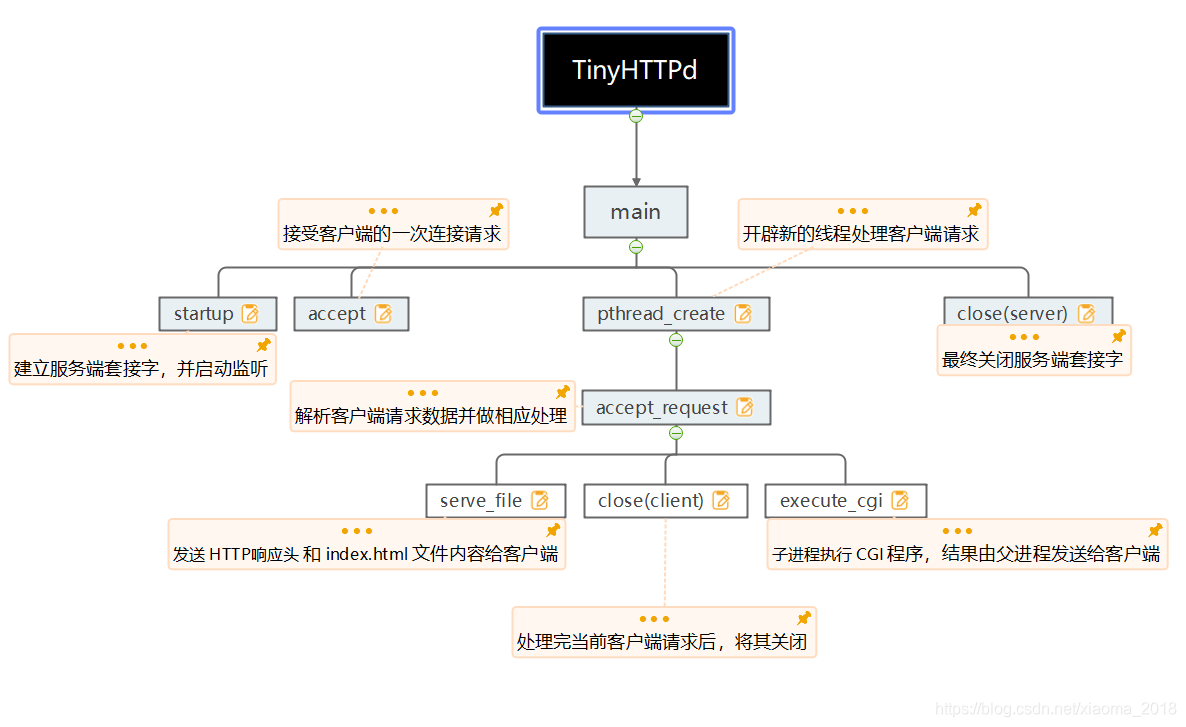 TinyHTTPd
main
接受客户端的一次连接请求
开辟新的线程处理客户端请求
startup
accept
pthread_create
close(server)
建立服务端套接字，并启动监听
最终关闭服务端套接字
解析客户端请求数据并做相应处理
accept_request
serve_file
close(client)
execute_cgi
发送 HTTP响应头 和 index.html 文件内容给客户端
子进程执行 CGI 程序，结果由父进程发送给客户端
处理完当前客户端请求后，将其关闭
https://blog.csdn.net/xiaoma_2018